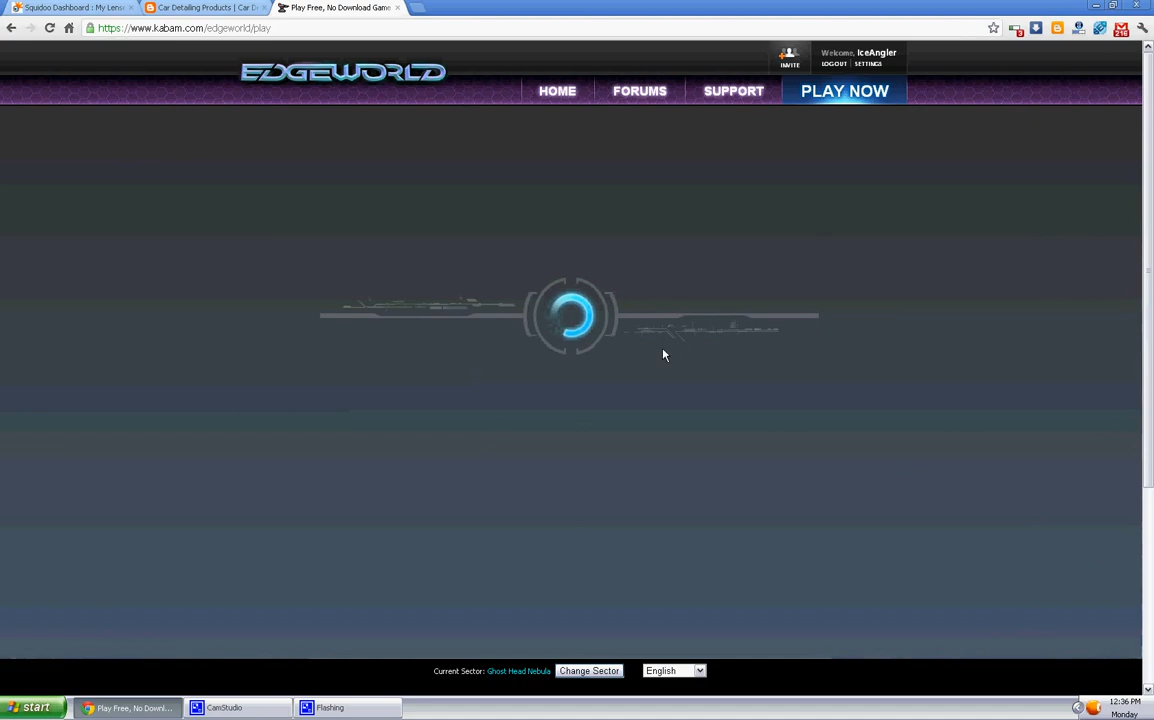 Squidoo Dashboard : My Lens
Car Detailing Products | Car D
Play Free, No Download Game
https://www.kabam.com/edgeworld/play
3
216
EDGEWORLD
INVITE
Welcome, IceAngler
LOGOUT | SETTINGS
HOME
FORUMS
SUPPORT
PLAY NOW
Current Sector: Ghost Head Nebula
Change Sector
English
start
Play Free, No Downl...
CamStudio
Flashing
12:36 PM
Monday